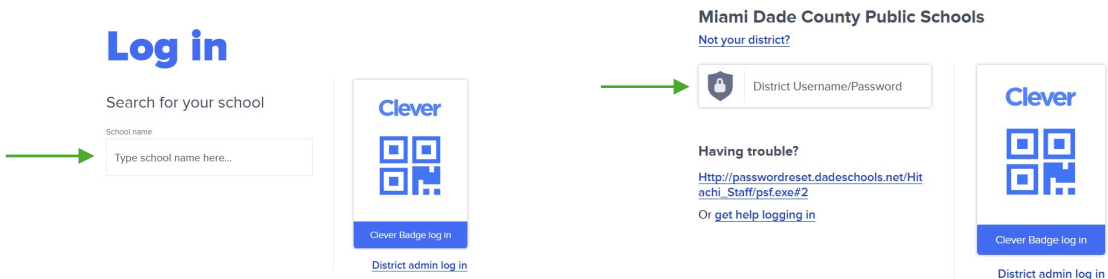 Log in
Search for your school
School name
Type school name here...
Clever
Clever Badge log in
District admin log in
Miami Dade County Public Schools
Not your district?
District Username/Password
Having trouble?
Http://passwordreset.dadeschools.net/Hit
achi_Staff/psf.exe#2
Or get help logging in
Clever
Clever Badge log in
District admin log in